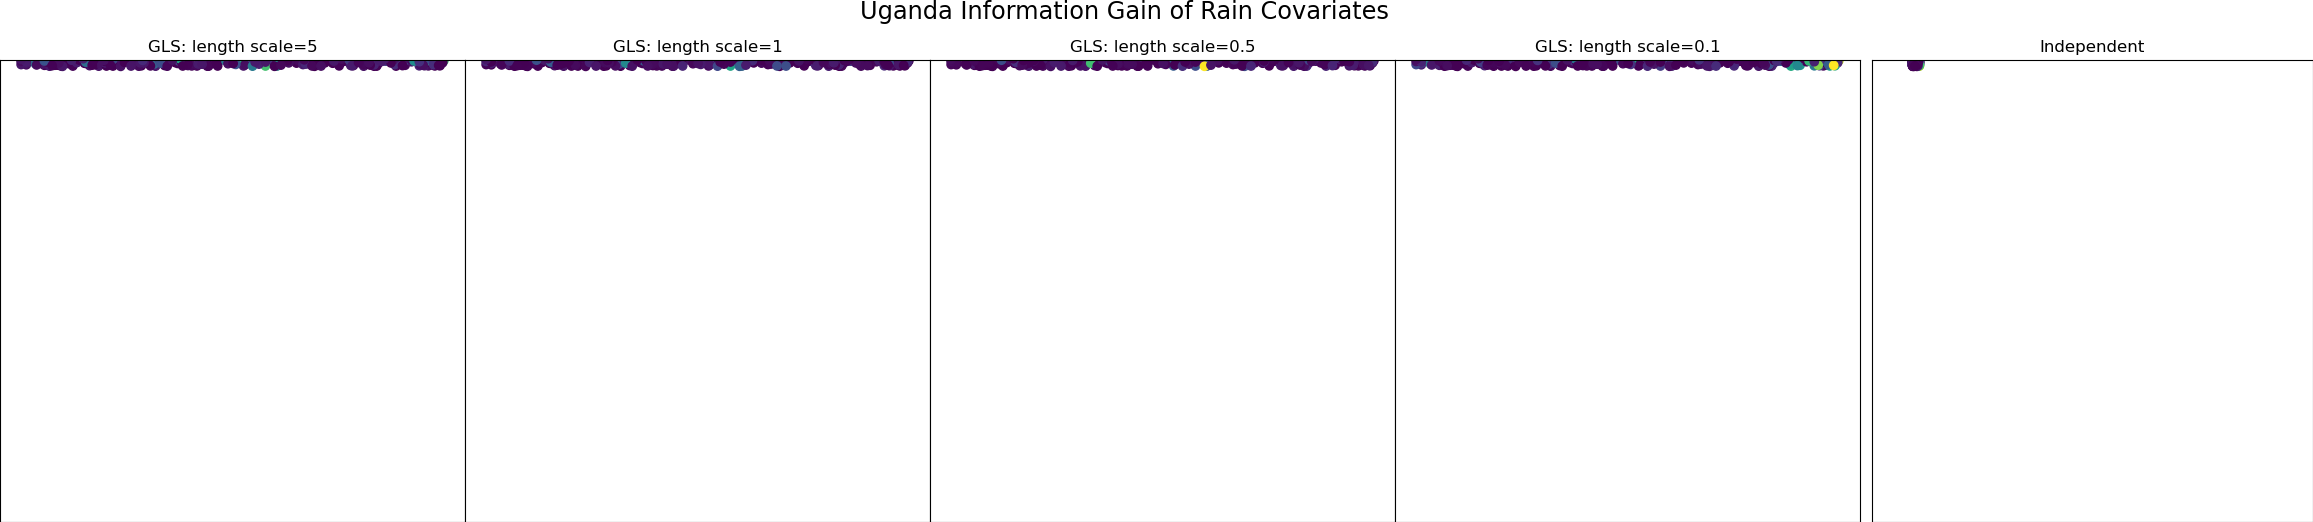 Uganda Information Gain of Rain Covariates
GLS: length scale=5
GLS: length scale=1
GLS: length scale=0.5
GLS: length scale=0.1
Independent